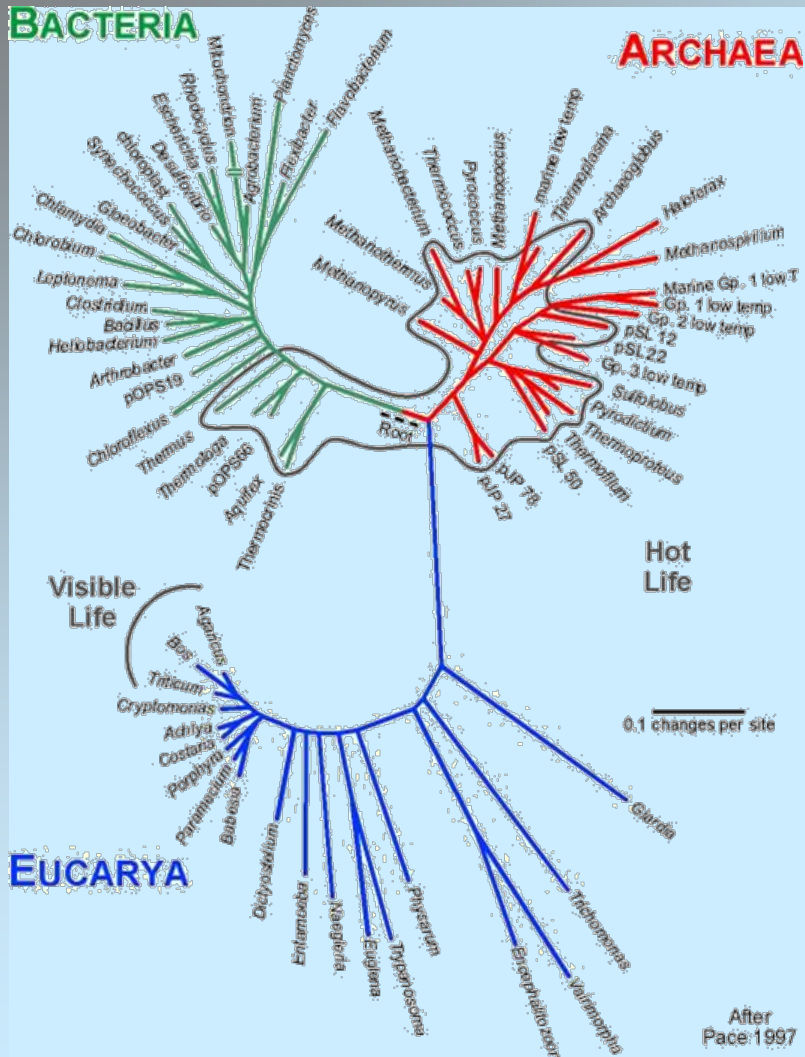 BACTERIA
ARCHAEA
Mitochondrion
Planctomyces
Rhodocyclus
Escherichia
Desulfovibrio
Agrobacterium
Flexibacter
Flavobacterium
chloroplast
Synechococcus
Gloeobacter
Chlamydia
Chlorobium
Leptonema
Clostridium
Bacillus
Heliobacterium
Arthrobacter
pOPS19
Chloroflexus
Thermus
Thermotoga
pOPS66
Aquifex
Thermocrinis
Root
Methanobacterium
Thermococcus
Pyrococcus
Methanococcus
marine low temp
Thermoplasma
Archaeoglobus
Methanothermus
Methanopyrus
Haloferax
Methanospirillum
Marine Gp. 1 low T
Gp. 1 low temp
Gp. 2 low temp
pSL 12
pSL 22
Gp. 3 low temp
Sulfolobus
Pyrodictium
Thermoproteus
Thermofilum
pSL 50
pJP 78
pJP 27
Hot
Life
Visible
Life
Agaricus
Bos
Triticum
Cryptomonas
Achlya
Costaria
Porphyra
Paramecium
Babesia
0.1 changes per site
EUCARYA
Dictyostelium
Entamoeba
Naegleria
Euglena
Trypanosoma
Physarum
Encephalitozoon
Vairimorpha
Trichomonas
Giardia
After
Pace 1997